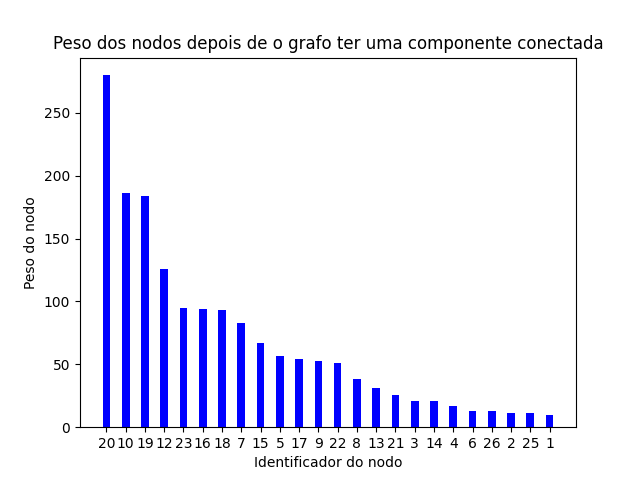 Peso dos nodos depois de o grafo ter uma componente conectada
Peso do nodo
250
200
150
100
50
0
20 10 19 12 23 16 18 7 15 5 17 9 22 8 13 21 3 14 4 6 26 2 25 1
Identificador do nodo